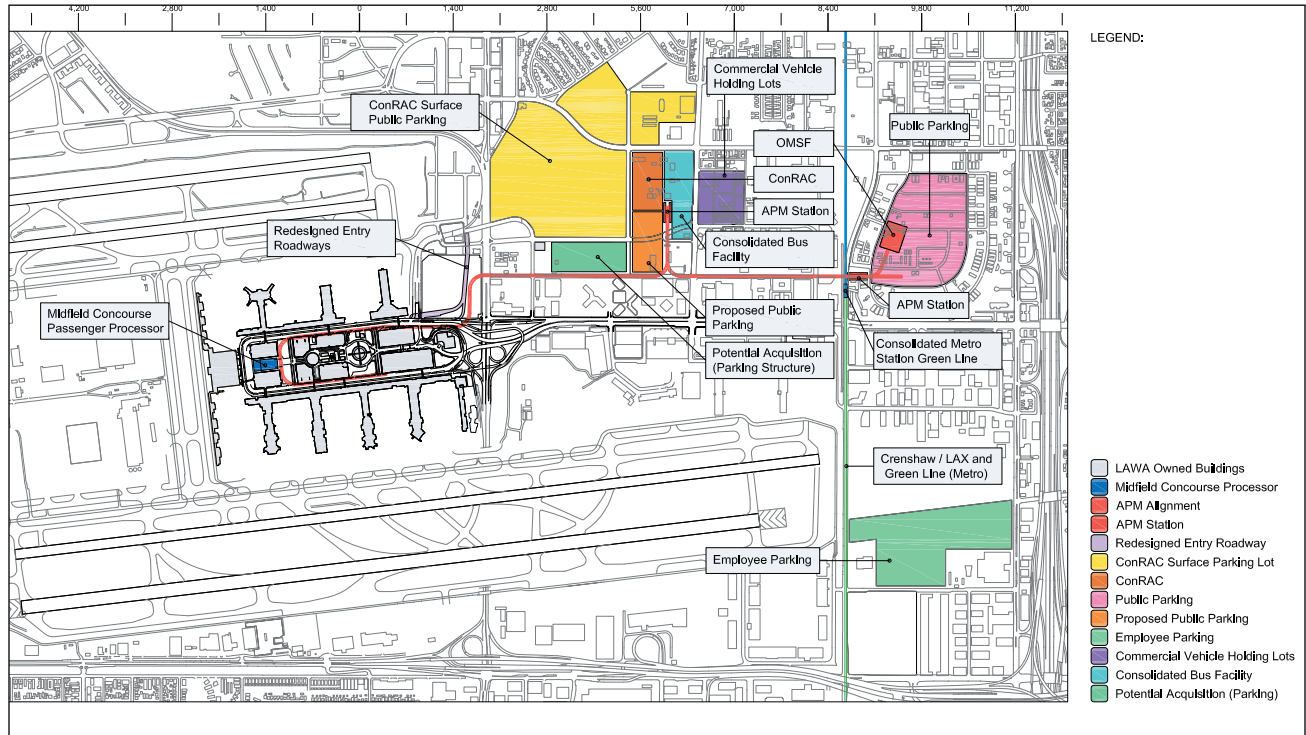 4,200 2,800 1,400 0 1,400 2,800 4,200 5,600 7,000 8,400 9,800 11,200
LEGEND:
Commercial Vehicle
Holding Lots
ConRAC Surface
Public Parking
Public Parking
OMSF
ConRAC
APM Station
Redesigned Entry
Roadways
Consolidated Bus
Facility
APM Station
Midfield Concourse
Passenger Processor
Proposed Public
Parking
Consolidated Metro
Station Green Line
Potential Acquisition
(Parking Structure)
Crenshaw / LAX and
Green Line (Metro)
Employee Parking
LAWA Owned Buildings
Midfield Concourse Processor
APM Alignment
APM Station
Redesigned Entry Roadway
ConRAC Surface Parking Lot
ConRAC
Public Parking
Proposed Public Parking
Employee Parking
Commercial Vehicle Holding Lots
Consolidated Bus Facility
Potential Acquisition (Parking)